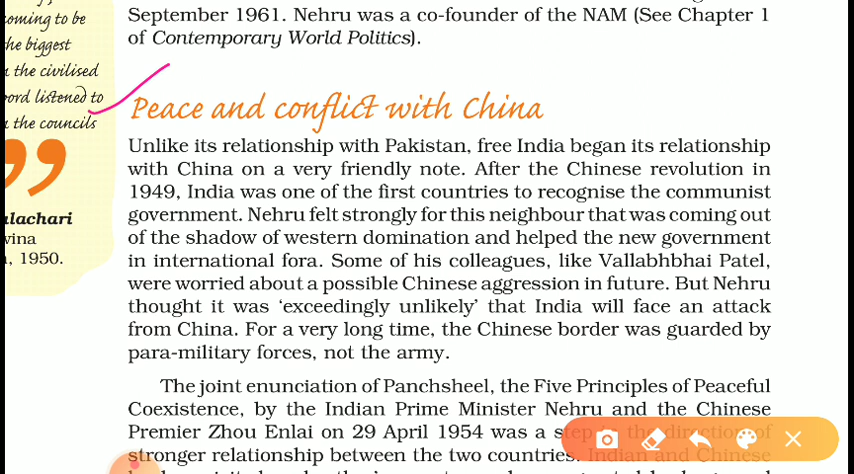 September 1961. Nehru was a co-founder of the NAM (See Chapter 1
of Contemporary World Politics).
coming to be
the biggest
the civilised
word listened to
the councils
”
Peace and conflict with China
Unlike its relationship with Pakistan, free India began its relationship
with China on a very friendly note. After the Chinese revolution in
1949, India was one of the first countries to recognise the communist
government. Nehru felt strongly for this neighbour that was coming out
of the shadow of western domination and helped the new government
in international fora. Some of his colleagues, like Vallabhbhai Patel,
were worried about a possible Chinese aggression in future. But Nehru
thought it was ‘exceedingly unlikely’ that India will face an attack
from China. For a very long time, the Chinese border was guarded by
para-military forces, not the army.
alachari
, 1950.
The joint enunciation of Panchsheel, the Five Principles of Peaceful
Coexistence, by the Indian Prime Minister Nehru and the Chinese
Premier Zhou Enlai on 29 April 1954 was a step in the direction of
stronger relationship between the two countries. Indian and Chinese